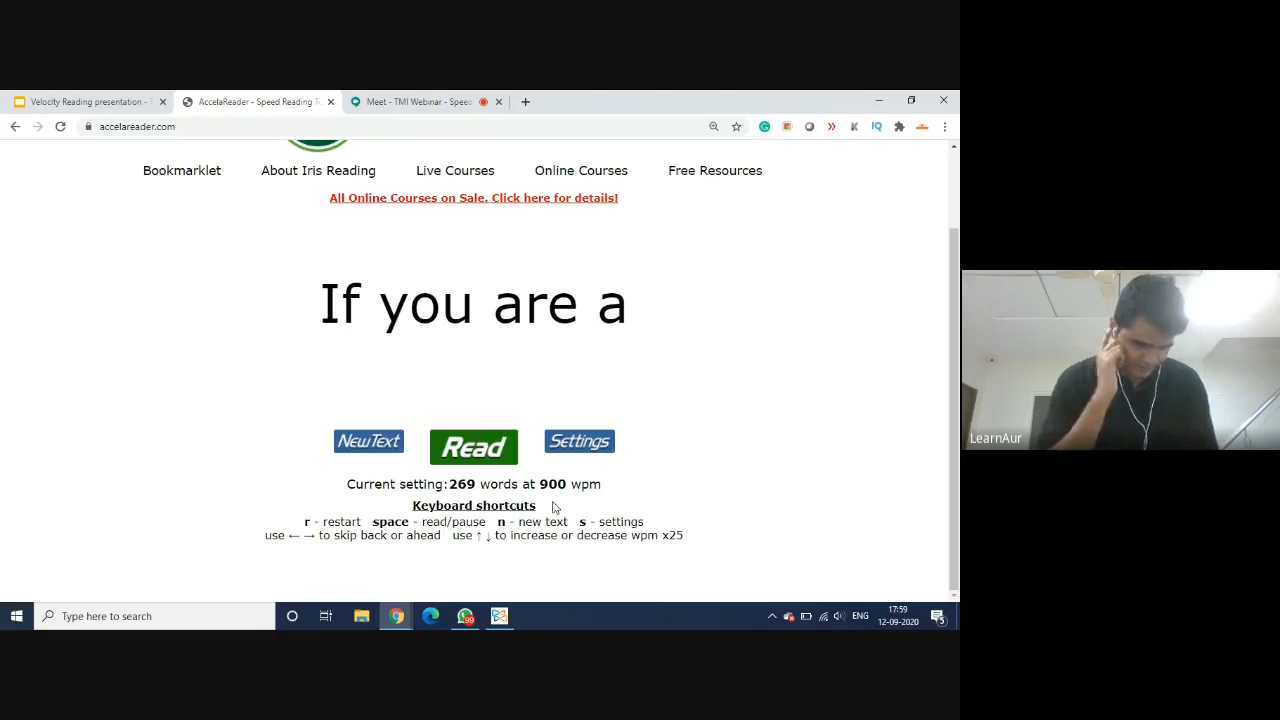 Velocity Reading presentation -
AccelaReader - Speed Reading T
Meet - TMI Webinar - Speed
accelareader.com
Bookmarklet About Iris Reading Live Courses Online Courses Free Resources
All Online Courses on Sale. Click here for details!
If you are a
NewText Read Settings
Current setting:269 words at 900 wpm
Keyboard shortcuts
r - restart space - read/pause n - new text s - settings
use ← → to skip back or ahead use ↑ ↓ to increase or decrease wpm x25
LearnAur
Type here to search
99
ENG
17:59
12-09-2020
5